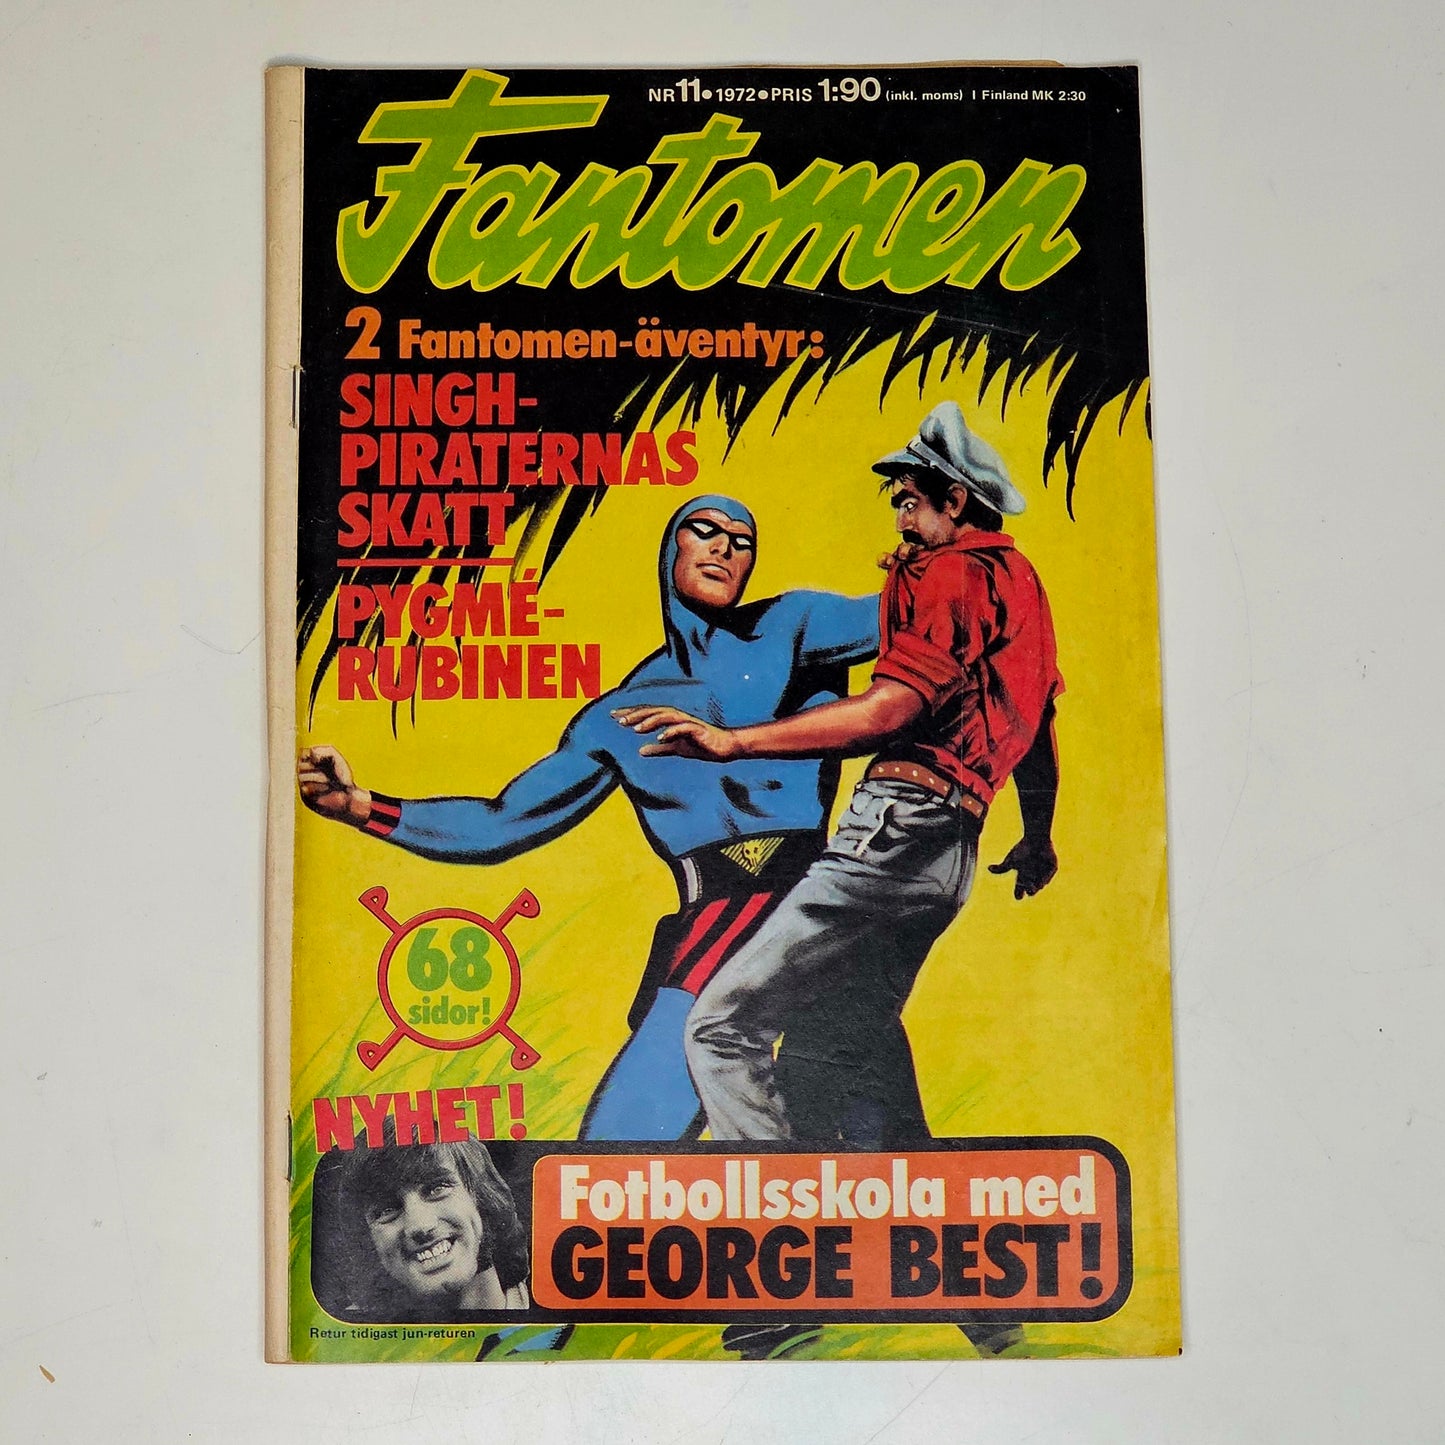 NR 11 • 1972 • PRIS 1:90 (inkl. moms) I Finland MK 2:30
Fantomen
2 Fantomen-äventyr:
SINGH-
PIRATERNAS
SKATT
PYGMÉ-
RUBINEN
68
sidor!
NYHET!
Fotbollsskola med
GEORGE BEST!
Retur tidigast jun-returen